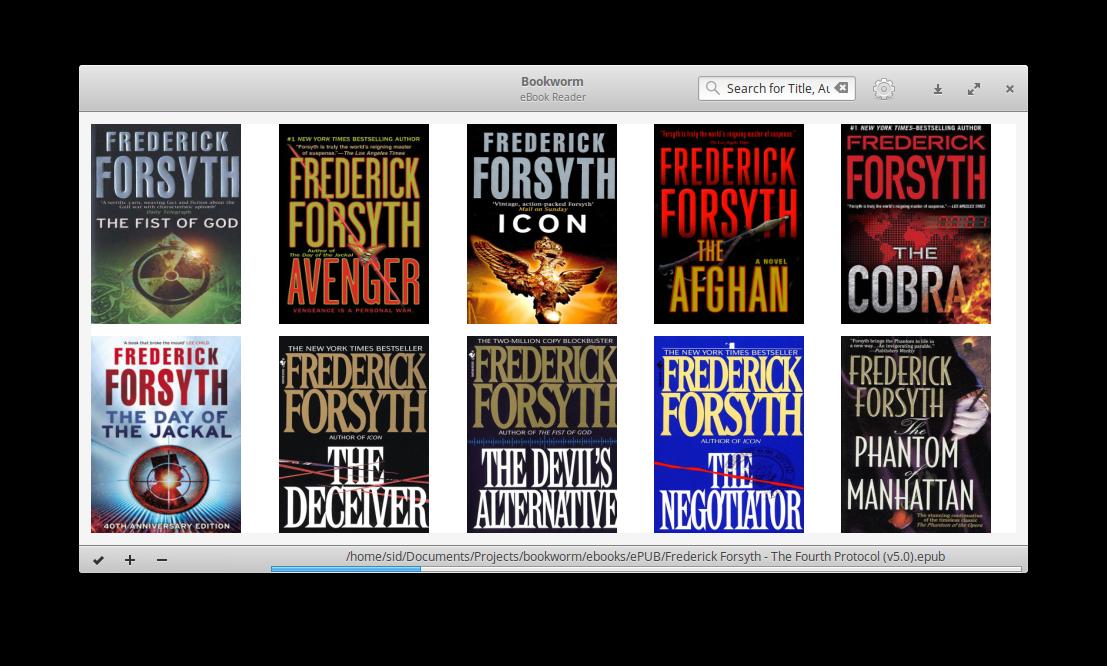 Bookworm
eBook Reader
Search for Title, Au
FREDERICK
FORSYTH
"A terrific yarn, weaving fact and fiction about the
Gulf war with characteristic aplomb"
Daily Telegraph
THE FIST OF GOD
#1 NEW YORK TIMES BESTSELLING AUTHOR
"Forsyth is truly the world's reigning master
of suspense."—The Los Angeles Times
FREDERICK
FORSYTH
Author of
The Day of the Jackal
AVENGER
VENGEANCE IS A PERSONAL WAR.
FREDERICK
FORSYTH
'Vintage, action-packed Forsyth'
Mail on Sunday
ICON
"Forsyth is truly the world's reigning master of suspense."
FREDERICK
FORSYTH
THE
A NOVEL
AFGHAN
#1 NEW YORK TIMES–BESTSELLING AUTHOR
FREDERICK
FORSYTH
"Forsyth is truly the world's reigning master of suspense." —LOS ANGELES TIMES
THE
COBRA
'A book that broke the mould' LEE CHILD
FREDERICK
FORSYTH
THE DAY OF
THE JACKAL
40TH ANNIVERSARY EDITION
THE NEW YORK TIMES BESTSELLER
FREDERICK
FORSYTH
AUTHOR OF ICON
THE
DECEIVER
THE TWO-MILLION COPY BLOCKBUSTER
FREDERICK
FORSYTH
AUTHOR OF THE FIST OF GOD
THE DEVIL'S
ALTERNATIVE
THE NEW YORK TIMES BESTSELLER
FREDERICK
FORSYTH
AUTHOR OF ICON
THE
NEGOTIATOR
"Forsyth brings the Phantom to life in
a new way...An invigorating parable."
—Publishers Weekly
FREDERICK
FORSYTH
The
PHANTOM
of
MANHATTAN
The stunning continuation
of the timeless classic
The Phantom of the Opera
/home/sid/Documents/Projects/bookworm/ebooks/ePUB/Frederick Forsyth - The Fourth Protocol (v5.0).epub